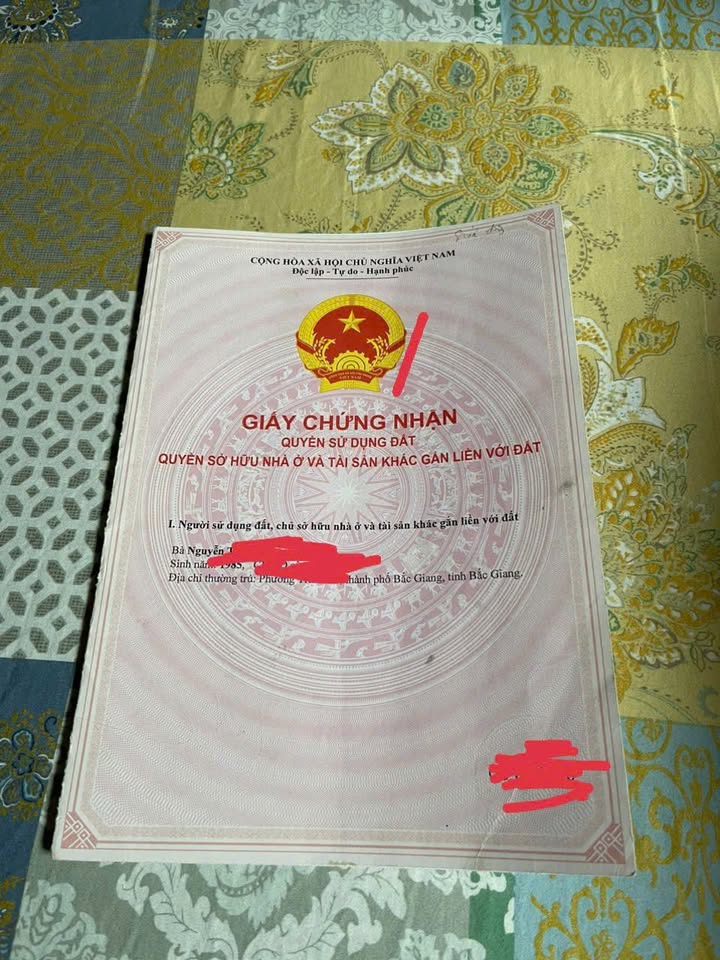 CỘNG HÒA XÃ HỘI CHỦ NGHĨA VIỆT NAM
Độc lập - Tự do - Hạnh phúc
GIẤY CHỨNG NHẬN
QUYỀN SỬ DỤNG ĐẤT
QUYỀN SỞ HỮU NHÀ Ở VÀ TÀI SẢN KHÁC GẮN LIỀN VỚI ĐẤT
I. Người sử dụng đất, chủ sở hữu nhà ở và tài sản khác gắn liền với đất
Bà Nguyễn
Sinh năm: 1985,
Địa chỉ thường trú: Phường thành phố Bắc Giang, tỉnh Bắc Giang.